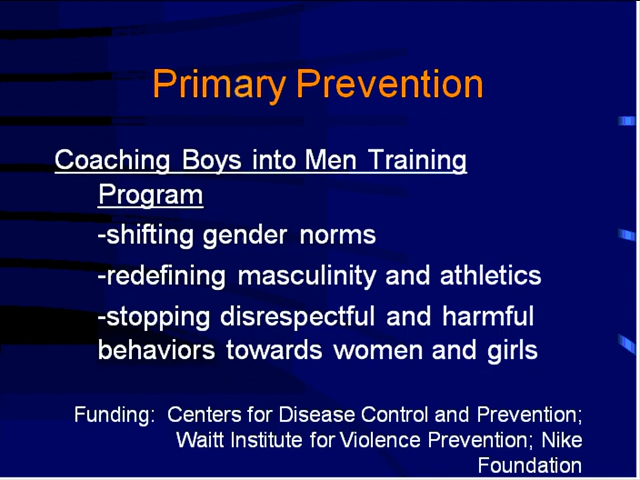 Primary Prevention
Coaching Boys into Men Training
Program
-shifting gender norms
-redefining masculinity and athletics
-stopping disrespectful and harmful
behaviors towards women and girls
Funding: Centers for Disease Control and Prevention;
Waitt Institute for Violence Prevention; Nike
Foundation